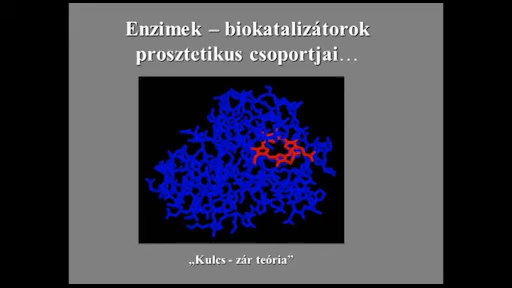 Enzimek – biokatalizátorok
prosztetikus csoportjai…
„Kulcs - zár teória”